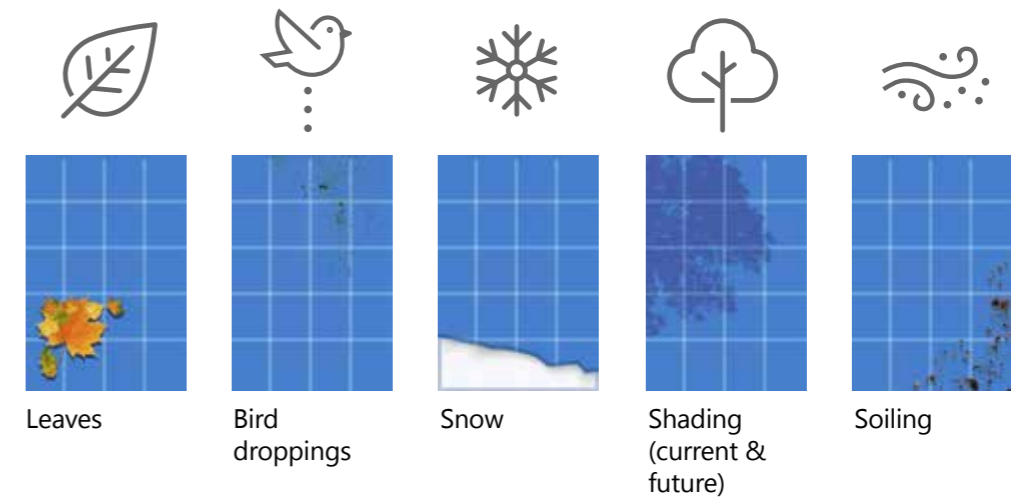 Leaves
Bird
droppings
Snow
Shading
(current &
future)
Soiling